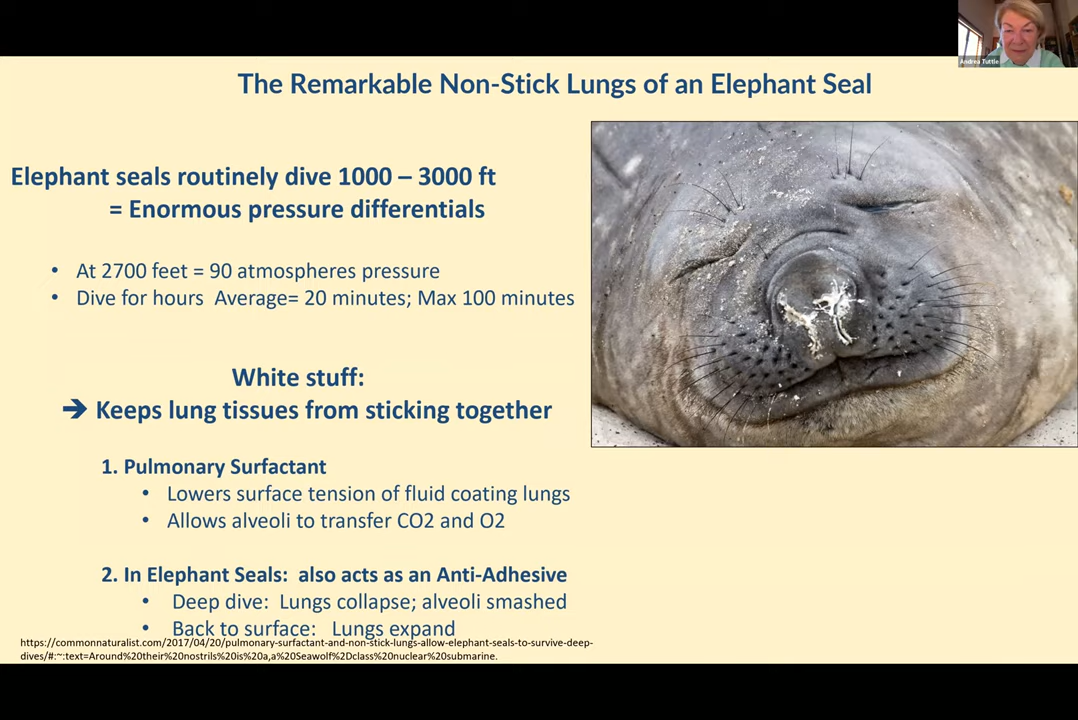 Andrea Tuttle
The Remarkable Non-Stick Lungs of an Elephant Seal
Elephant seals routinely dive 1000 – 3000 ft
= Enormous pressure differentials
• At 2700 feet = 90 atmospheres pressure
• Dive for hours  Average= 20 minutes; Max 100 minutes
White stuff:
➔ Keeps lung tissues from sticking together
1. Pulmonary Surfactant
• Lowers surface tension of fluid coating lungs
• Allows alveoli to transfer CO2 and O2
2. In Elephant Seals:  also acts as an Anti-Adhesive
• Deep dive:  Lungs collapse; alveoli smashed
• Back to surface:   Lungs expand
https://commonnaturalist.com/2017/04/20/pulmonary-surfactant-and-non-stick-lungs-allow-elephant-seals-to-survive-deep-
dives/#:~:text=Around%20their%20nostrils%20is%20a,a%20Seawolf%2Dclass%20nuclear%20submarine.